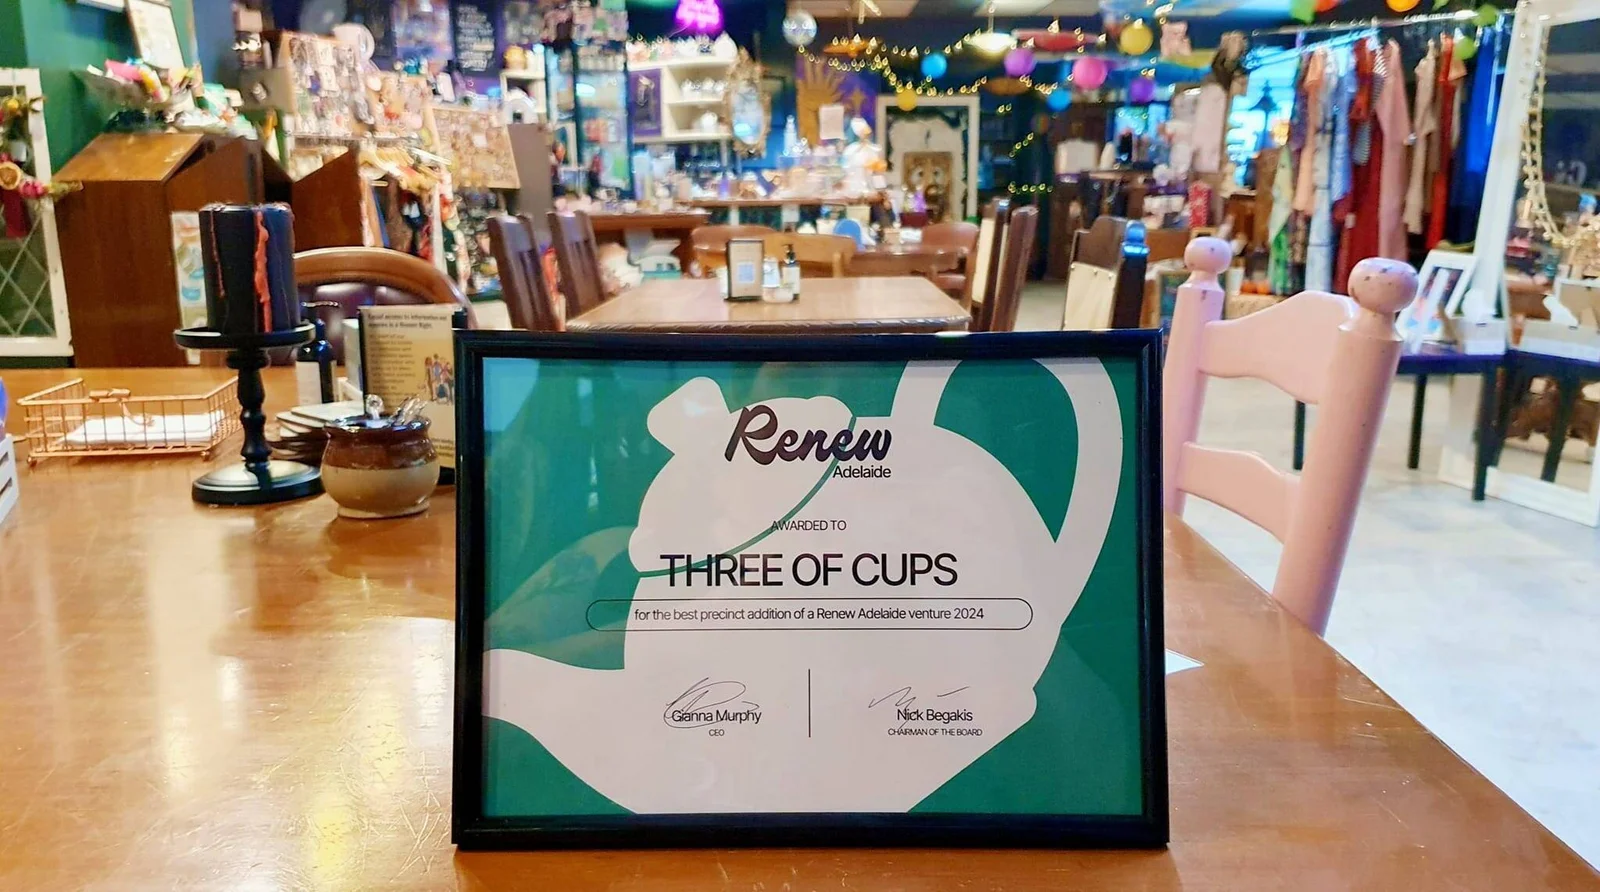 Renew
Adelaide
AWARDED TO
THREE OF CUPS
for the best precinct addition of a Renew Adelaide venture 2024
Gianna Murphy
CEO
Nick Begakis
CHAIRMAN OF THE BOARD